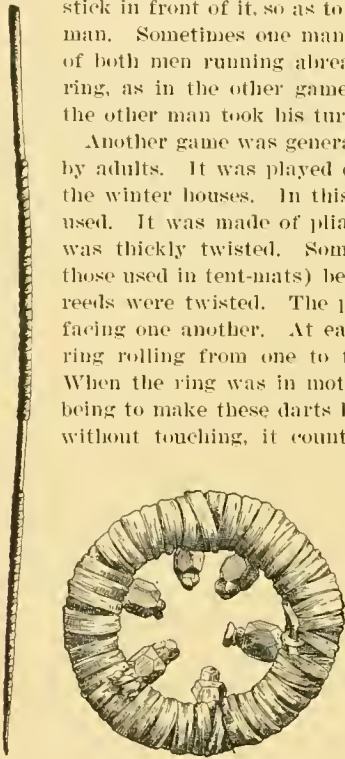 stick in front of it, so as to
man. Sometimes one man
of both men running abrea
ring, as in the other game
the other man took his tur
Another game was genera
by adults. It was played
the winter houses. In this
used. It was made of plia
was thickly twisted. Som
those used in tent-mats) be
reeds were twisted. The p
facing one another. At ea
ring rolling from one to t
When the ring was in mot
being to make these darts
without touching, it count